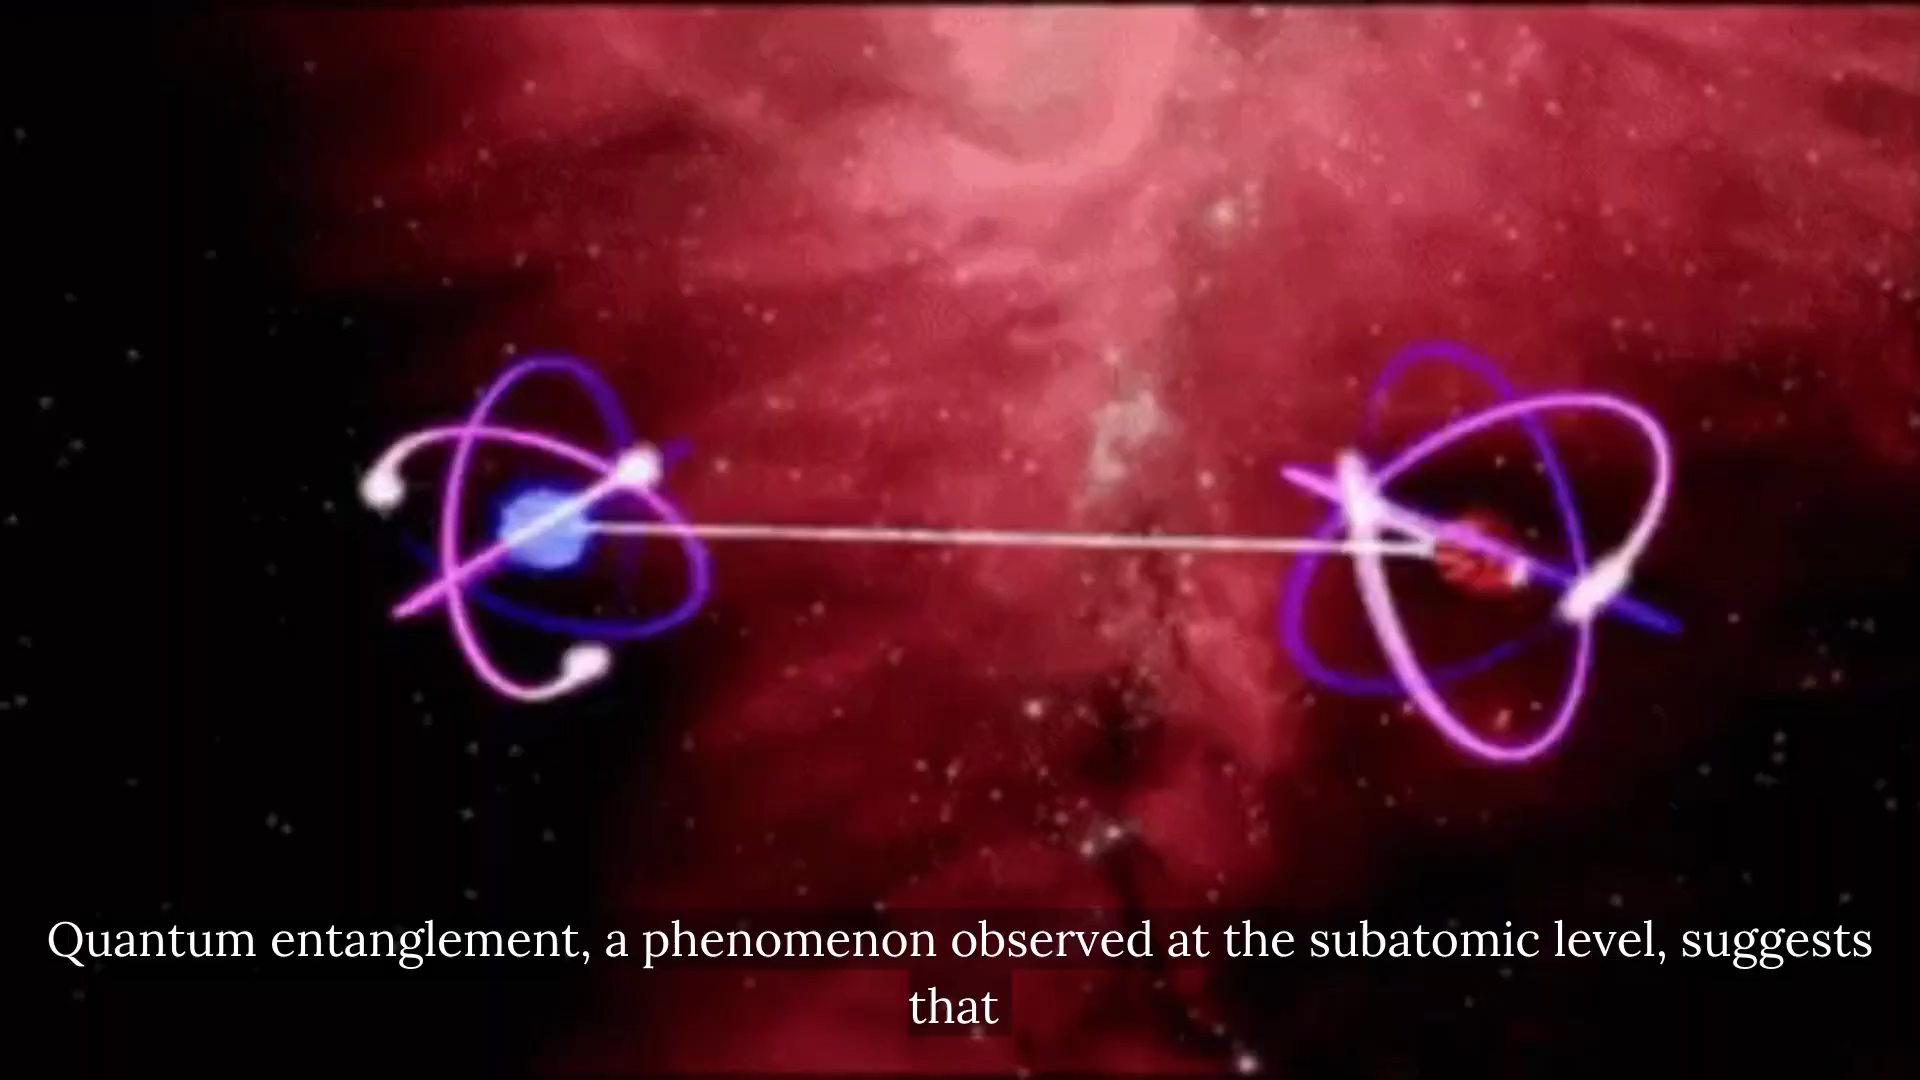 Quantum entanglement, a phenomenon observed at the subatomic level, suggests
that